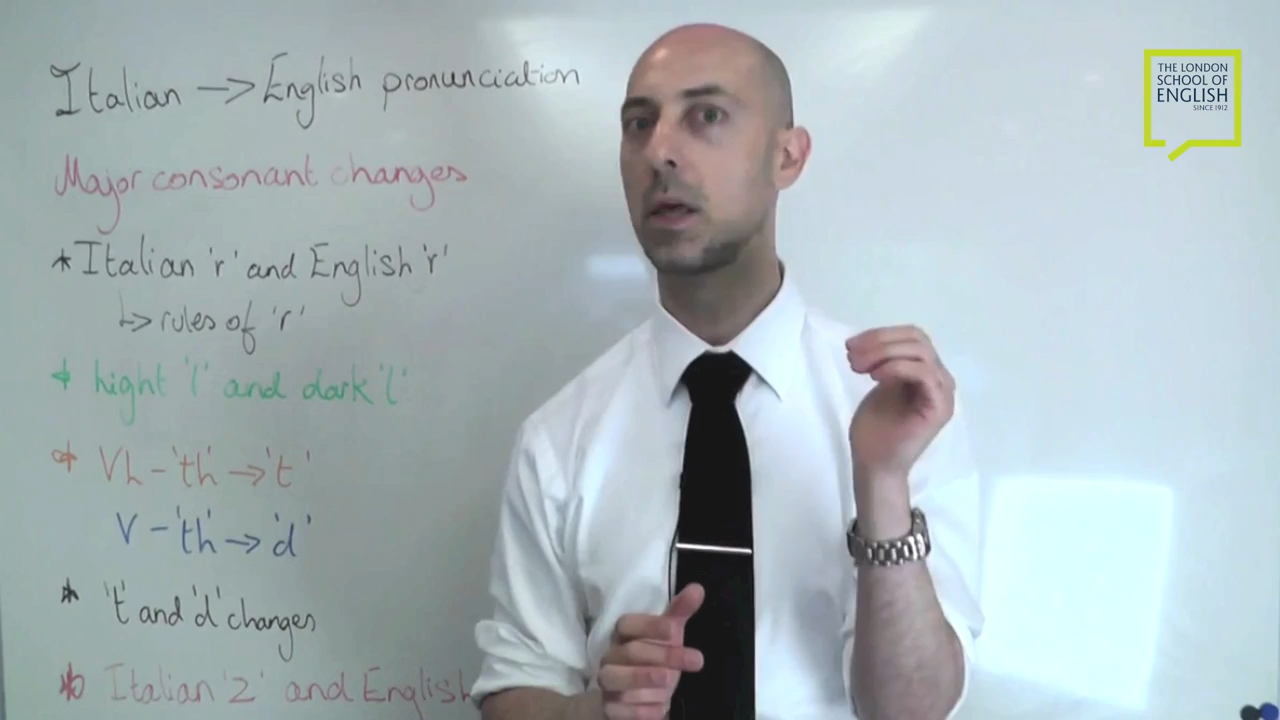 Italian -> English pronunciation
Major consonant changes
* Italian 'r' and English 'r'
↳ rules of 'r'
* light 'l' and dark 'l'
* Vh - 'th' -> 't'
V - 'th' -> 'd'
* 't' and 'd' changes
* Italian 'z' and English
THE LONDON
SCHOOL OF
ENGLISH
SINCE 1912